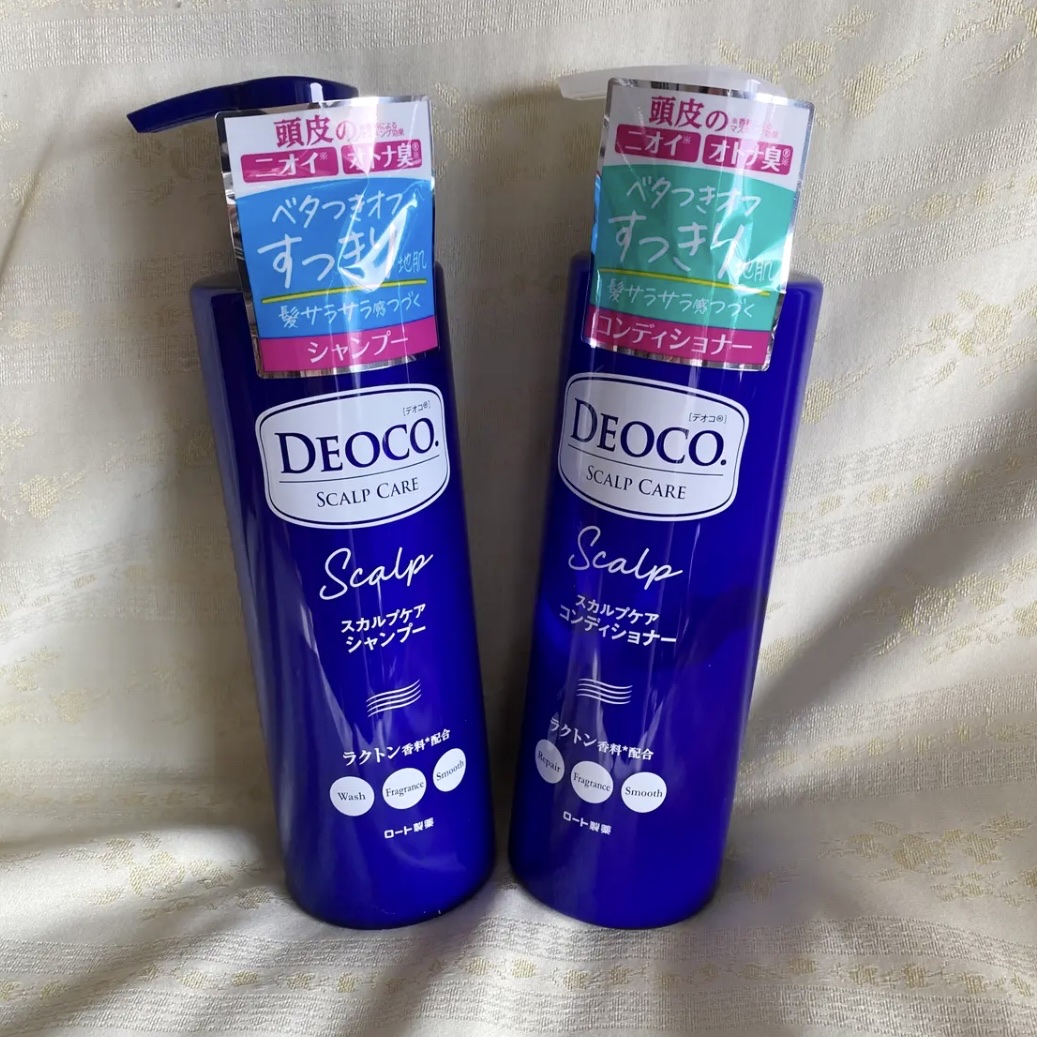 頭皮の
ニオイ※ オトナ臭
ベタつきオフ
すっきり地肌
髪サラサラ感つづく
シャンプー
[デオコ®]
DEOCO.
SCALP CARE
Scalp
スカルプケア
シャンプー
ラクトン香料*配合
Wash Fragrance Smooth
ロート製薬
頭皮の
ニオイ※ オトナ臭
ベタつきオフ
すっきり地肌
髪サラサラ感つづく
コンディショナー
[デオコ®]
DEOCO.
SCALP CARE
Scalp
スカルプケア
コンディショナー
ラクトン香料*配合
Repair Fragrance Smooth
ロート製薬